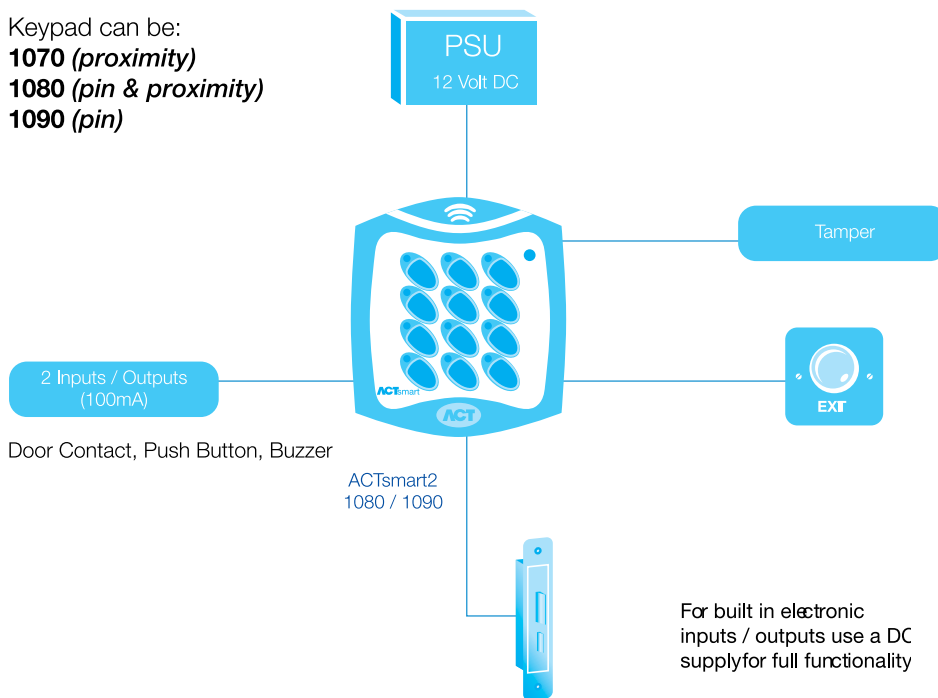 Keypad can be:
1070 (proximity)
1080 (pin & proximity)
1090 (pin)
PSU
12 Volt DC
Tamper
2 Inputs / Outputs
(100mA)
Door Contact, Push Button, Buzzer
ACTsmart
ACT
EXIT
ACTsmart2
1080 / 1090
For built in electronic
inputs / outputs use a DC
supplyfor full functionality